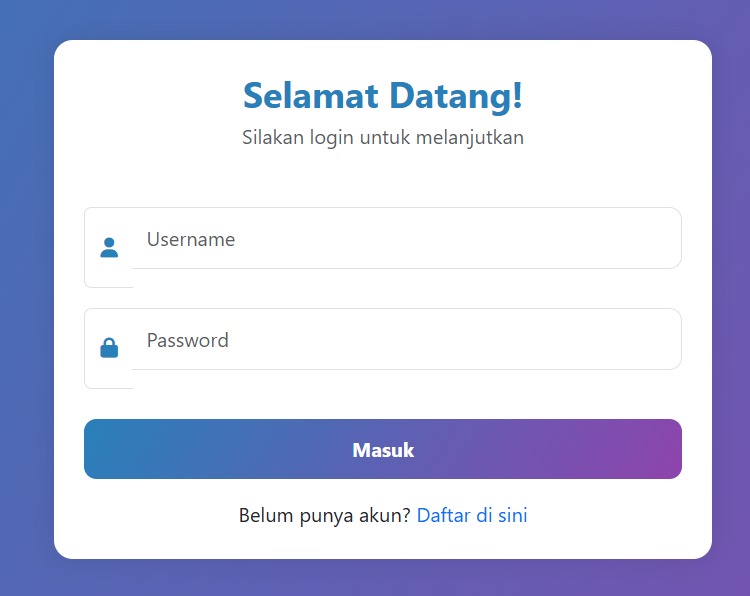 Selamat Datang!
Silakan login untuk melanjutkan
Username
Password
Masuk
Belum punya akun? Daftar di sini